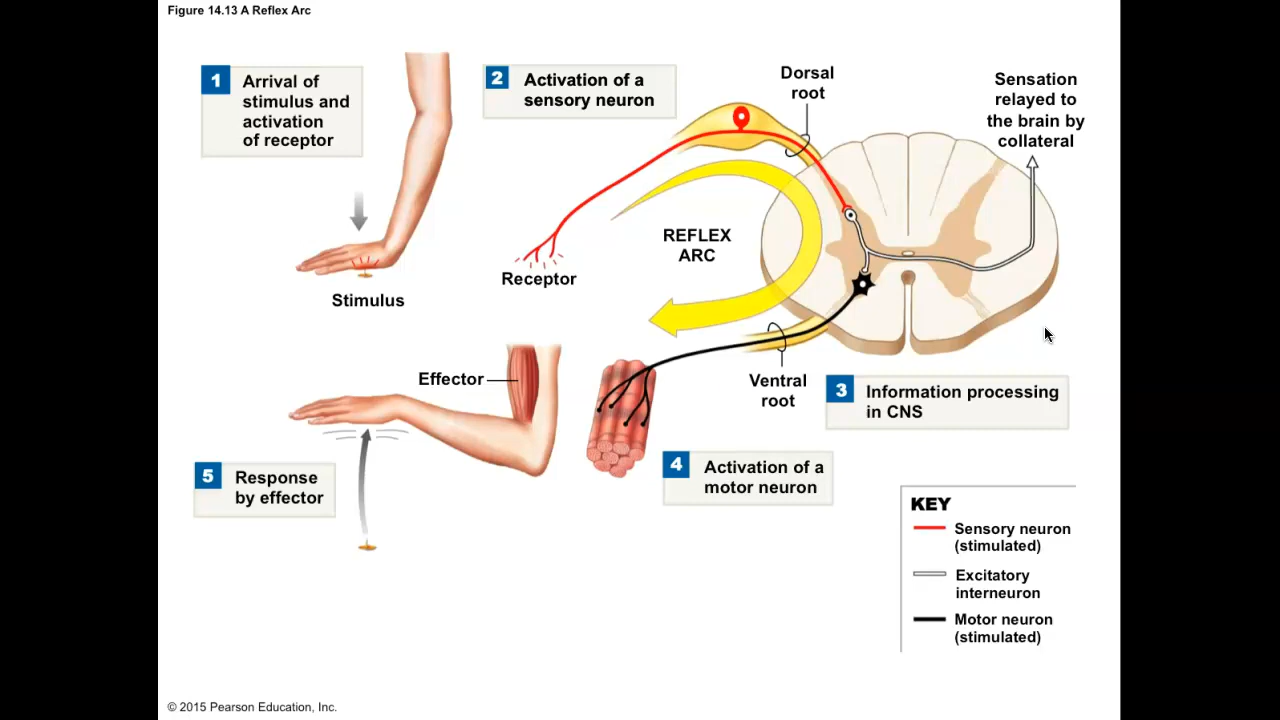 Figure 14.13 A Reflex Arc
1
Arrival of
stimulus and
activation
of receptor
Stimulus
2
Activation of a
sensory neuron
Dorsal
root
Sensation
relayed to
the brain by
collateral
REFLEX
ARC
Receptor
Effector
Ventral
root
3
Information processing
in CNS
4
Activation of a
motor neuron
5
Response
by effector
KEY
Sensory neuron
(stimulated)
Excitatory
interneuron
Motor neuron
(stimulated)
© 2015 Pearson Education, Inc.